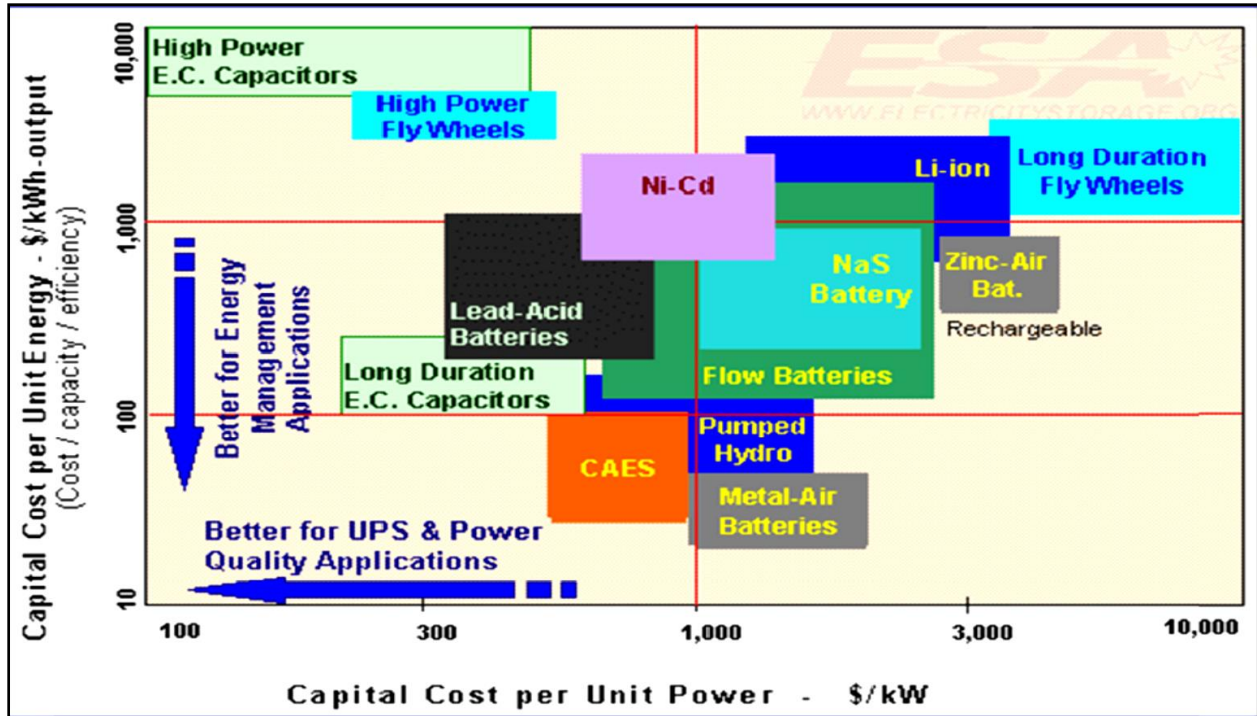 Capital Cost per Unit Energy - $/kWh-output
(Cost / capacity / efficiency)
10,000
1,000
100
10
High Power
E.C. Capacitors
High Power
Fly Wheels
ESA
WWW.ELECTRICITYSTORAGE.ORG
Ni-Cd
Li-ion
Long Duration
Fly Wheels
Lead-Acid
Batteries
NaS
Battery
Zinc-Air
Bat.
Rechargeable
Long Duration
E.C. Capacitors
Flow Batteries
CAES
Pumped
Hydro
Metal-Air
Batteries
Better for Energy
Management
Applications
Better for UPS & Power
Quality Applications
100
300
1,000
3,000
10,000
Capital Cost per Unit Power - $/kW